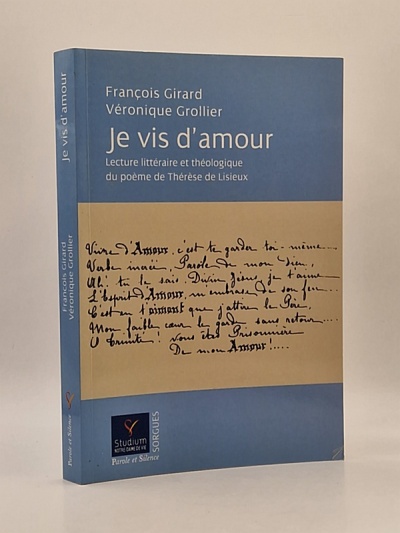 François Girard
Véronique Grollier
Je vis d'amour
Lecture littéraire et théologique
du poème de Thérèse de Lisieux
Vivre d'Amour, c'est te garder toi-même
Verbe incréé, Parole de mon Dieu,
Ah! tu le sais, Divin Jésus, je t'aime
L'Esprit d'Amour, m'embrase de son feu...
C'est en t'aimant que j'attire le Père,
Mon faible cœur le garde sans retour....
O Trinité! vous êtes Prisonnière
De mon Amour!....
Studium
NOTRE DAME DE VIE
SORGUES
Parole et Silence
Je vis d'amour
François Girard
Véronique Grollier
Parole et Silence